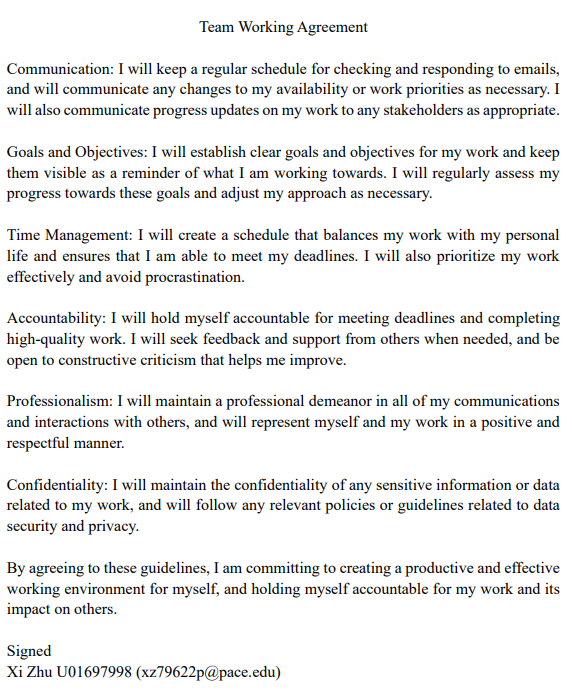 Team Working Agreement
Communication: I will keep a regular schedule for checking and responding to emails,
and will communicate any changes to my availability or work priorities as necessary. I
will also communicate progress updates on my work to any stakeholders as appropriate.
Goals and Objectives: I will establish clear goals and objectives for my work and keep
them visible as a reminder of what I am working towards. I will regularly assess my
progress towards these goals and adjust my approach as necessary.
Time Management: I will create a schedule that balances my work with my personal
life and ensures that I am able to meet my deadlines. I will also prioritize my work
effectively and avoid procrastination.
Accountability: I will hold myself accountable for meeting deadlines and completing
high-quality work. I will seek feedback and support from others when needed, and be
open to constructive criticism that helps me improve.
Professionalism: I will maintain a professional demeanor in all of my communications
and interactions with others, and will represent myself and my work in a positive and
respectful manner.
Confidentiality: I will maintain the confidentiality of any sensitive information or data
related to my work, and will follow any relevant policies or guidelines related to data
security and privacy.
By agreeing to these guidelines, I am committing to creating a productive and effective
working environment for myself, and holding myself accountable for my work and its
impact on others.
Signed
Xi Zhu U01697998 (xz79622p@pace.edu)